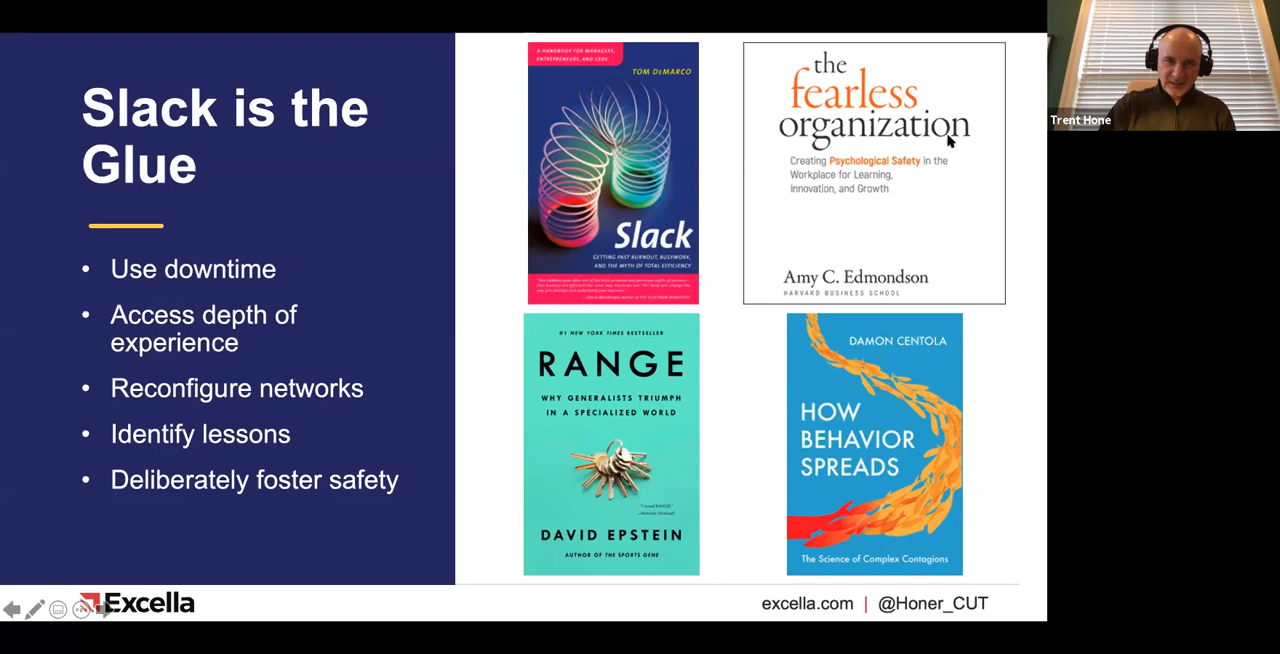 Slack is the
Glue
• Use downtime
• Access depth of
experience
• Reconfigure networks
• Identify lessons
• Deliberately foster safety
A HANDBOOK FOR MANAGERS,
ENTREPRENEURS, AND CEOS
TOM DEMARCO
Slack
GETTING PAST BURNOUT, BUSYWORK,
AND THE MYTH OF TOTAL EFFICIENCY
the
fearless
organization
Creating Psychological Safety in the
Workplace for Learning,
Innovation, and Growth
Amy C. Edmondson
HARVARD BUSINESS SCHOOL
#1 NEW YORK TIMES BESTSELLER
RANGE
WHY GENERALISTS TRIUMPH
IN A SPECIALIZED WORLD
"I loved RANGE."
—Malcolm Gladwell
DAVID EPSTEIN
AUTHOR OF THE SPORTS GENE
DAMON CENTOLA
HOW
BEHAVIOR
SPREADS
The Science of Complex Contagions
Trent Hone
Excella
excella.com | @Honer_CUT